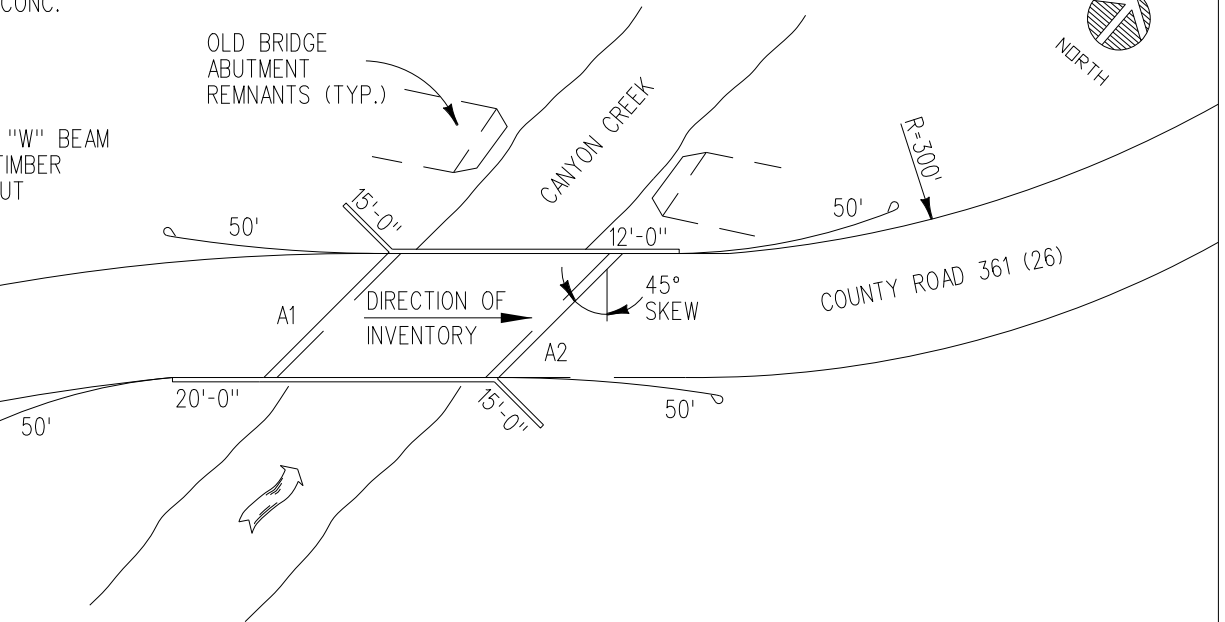 CONC.
OLD BRIDGE
ABUTMENT
REMNANTS (TYP.)
NORTH
"W" BEAM
TIMBER
UT
CANYON CREEK
R=300'
15'-0"
50'
50'
12'-0"
45°
SKEW
COUNTY ROAD 361 (26)
A1
DIRECTION OF
INVENTORY
A2
20'-0"
15'-0"
50'
50'